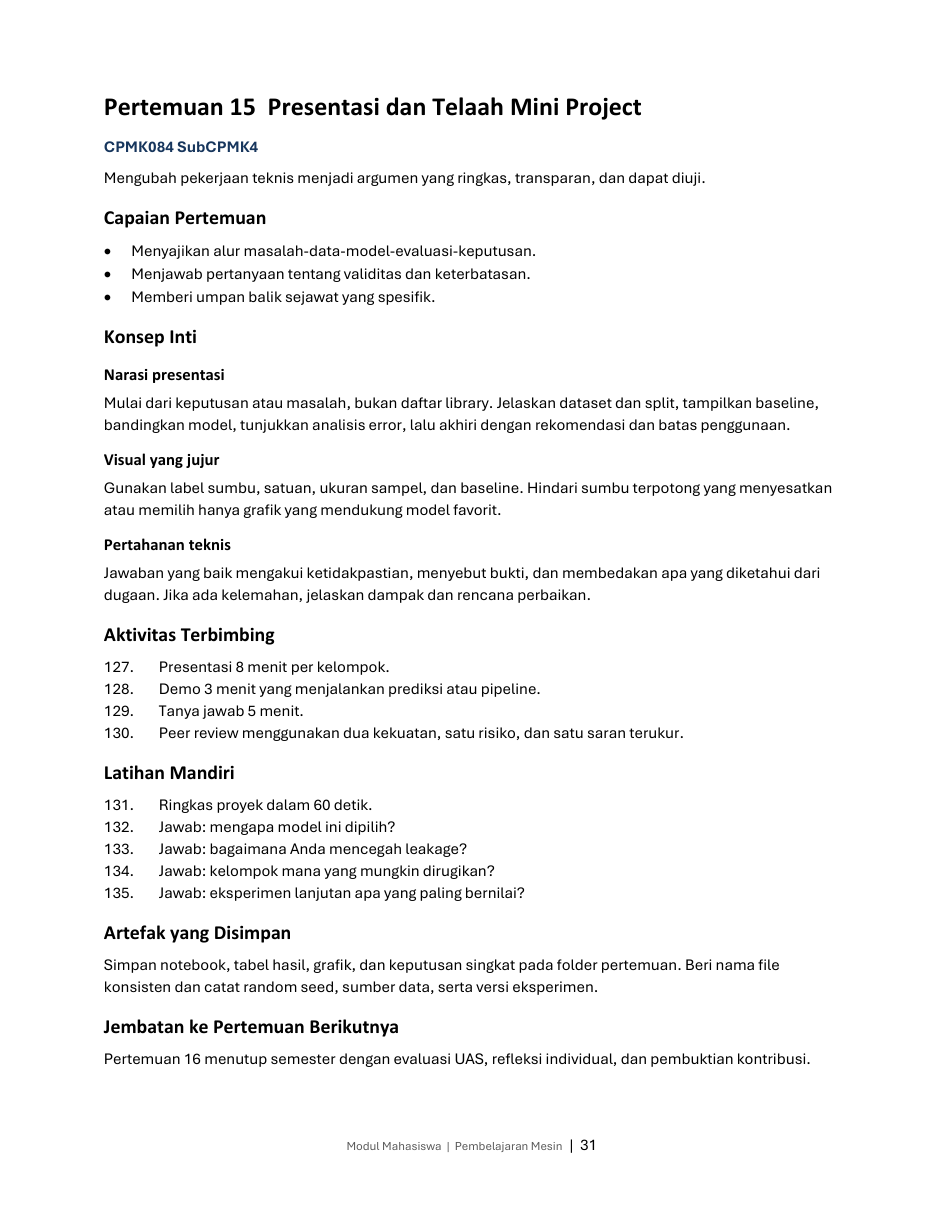 Pertemuan 15  Presentasi dan Telaah Mini Project
CPMK084 SubCPMK4
Mengubah pekerjaan teknis menjadi argumen yang ringkas, transparan, dan dapat diuji.
Capaian Pertemuan
• Menyajikan alur masalah-data-model-evaluasi-keputusan.
• Menjawab pertanyaan tentang validitas dan keterbatasan.
• Memberi umpan balik sejawat yang spesifik.
Konsep Inti
Narasi presentasi
Mulai dari keputusan atau masalah, bukan daftar library. Jelaskan dataset dan split, tampilkan baseline,
bandingkan model, tunjukkan analisis error, lalu akhiri dengan rekomendasi dan batas penggunaan.
Visual yang jujur
Gunakan label sumbu, satuan, ukuran sampel, dan baseline. Hindari sumbu terpotong yang menyesatkan
atau memilih hanya grafik yang mendukung model favorit.
Pertahanan teknis
Jawaban yang baik mengakui ketidakpastian, menyebut bukti, dan membedakan apa yang diketahui dari
dugaan. Jika ada kelemahan, jelaskan dampak dan rencana perbaikan.
Aktivitas Terbimbing
127. Presentasi 8 menit per kelompok.
128. Demo 3 menit yang menjalankan prediksi atau pipeline.
129. Tanya jawab 5 menit.
130. Peer review menggunakan dua kekuatan, satu risiko, dan satu saran terukur.
Latihan Mandiri
131. Ringkas proyek dalam 60 detik.
132. Jawab: mengapa model ini dipilih?
133. Jawab: bagaimana Anda mencegah leakage?
134. Jawab: kelompok mana yang mungkin dirugikan?
135. Jawab: eksperimen lanjutan apa yang paling bernilai?
Artefak yang Disimpan
Simpan notebook, tabel hasil, grafik, dan keputusan singkat pada folder pertemuan. Beri nama file
konsisten dan catat random seed, sumber data, serta versi eksperimen.
Jembatan ke Pertemuan Berikutnya
Pertemuan 16 menutup semester dengan evaluasi UAS, refleksi individual, dan pembuktian kontribusi.
Modul Mahasiswa | Pembelajaran Mesin | 31